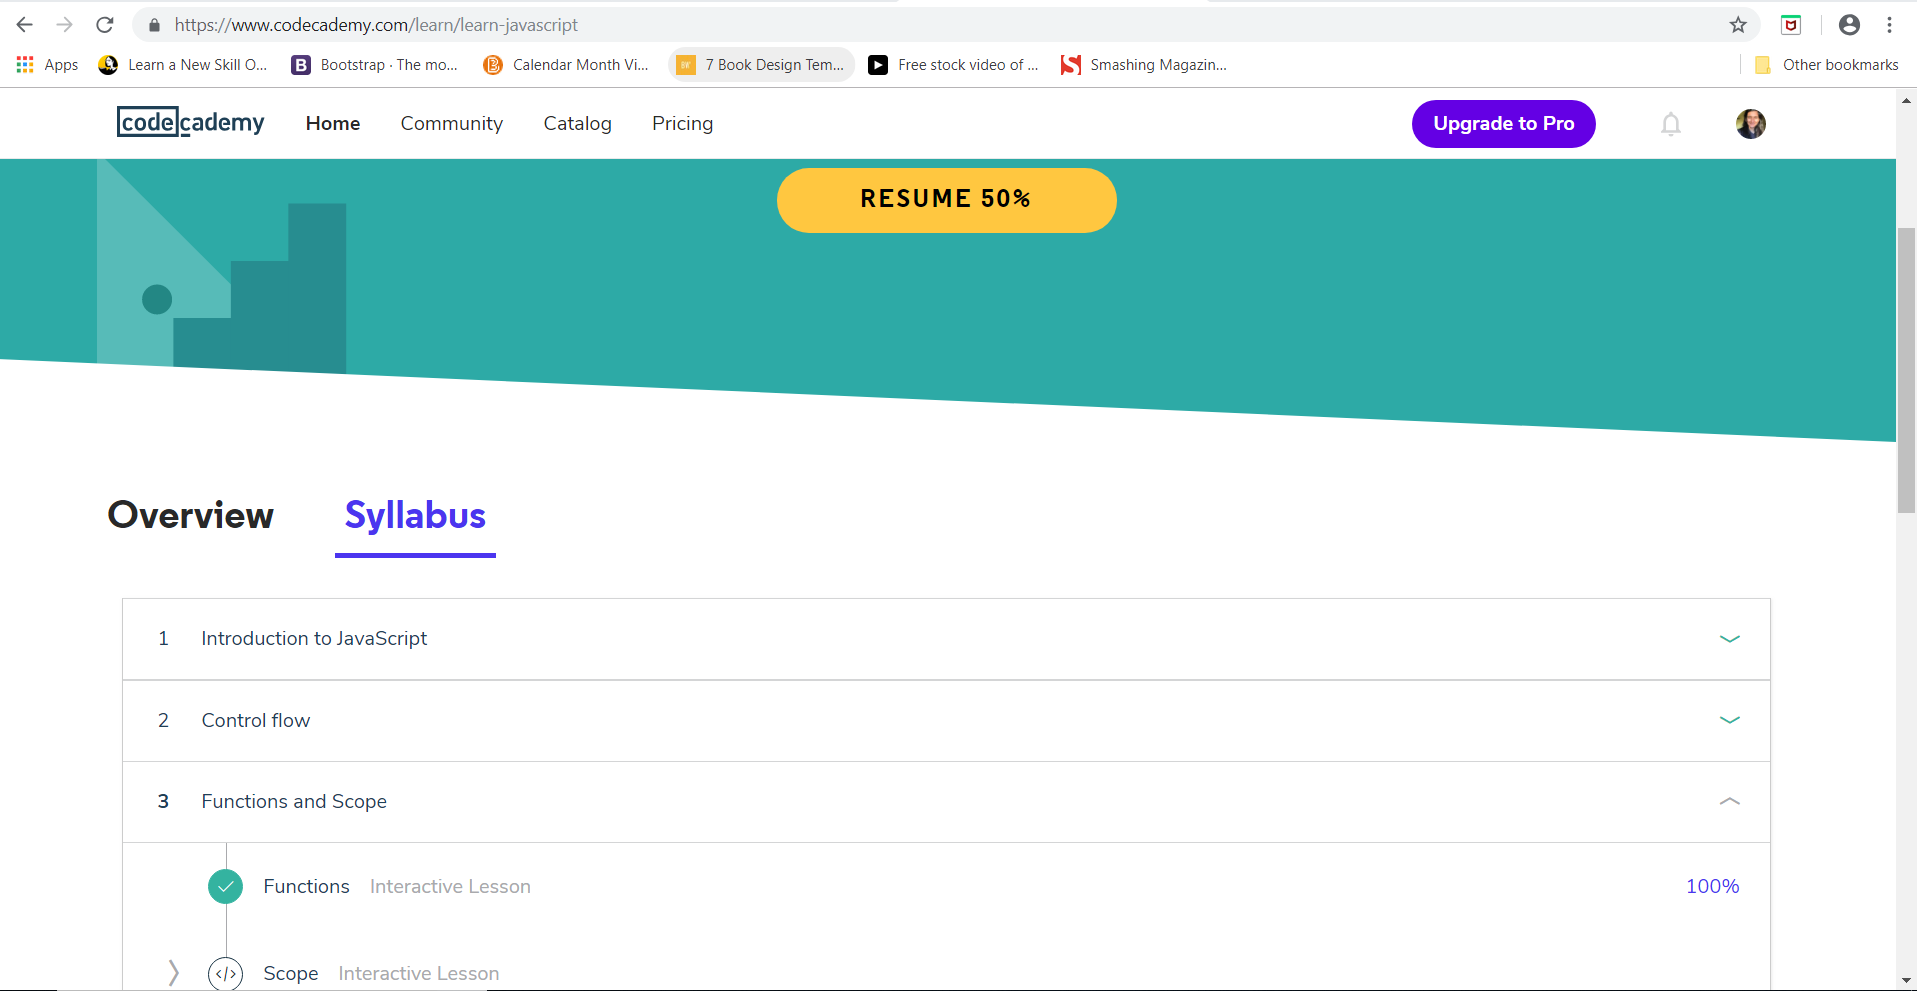 https://www.codecademy.com/learn/learn-javascript
Apps Learn a New Skill O... B Bootstrap · The mo... Calendar Month Vi... 7 Book Design Tem... Free stock video of ... Smashing Magazin... Other bookmarks
codecademy Home Community Catalog Pricing Upgrade to Pro
RESUME 50%
Overview Syllabus
1 Introduction to JavaScript
2 Control flow
3 Functions and Scope
Functions Interactive Lesson 100%
</> Scope Interactive Lesson